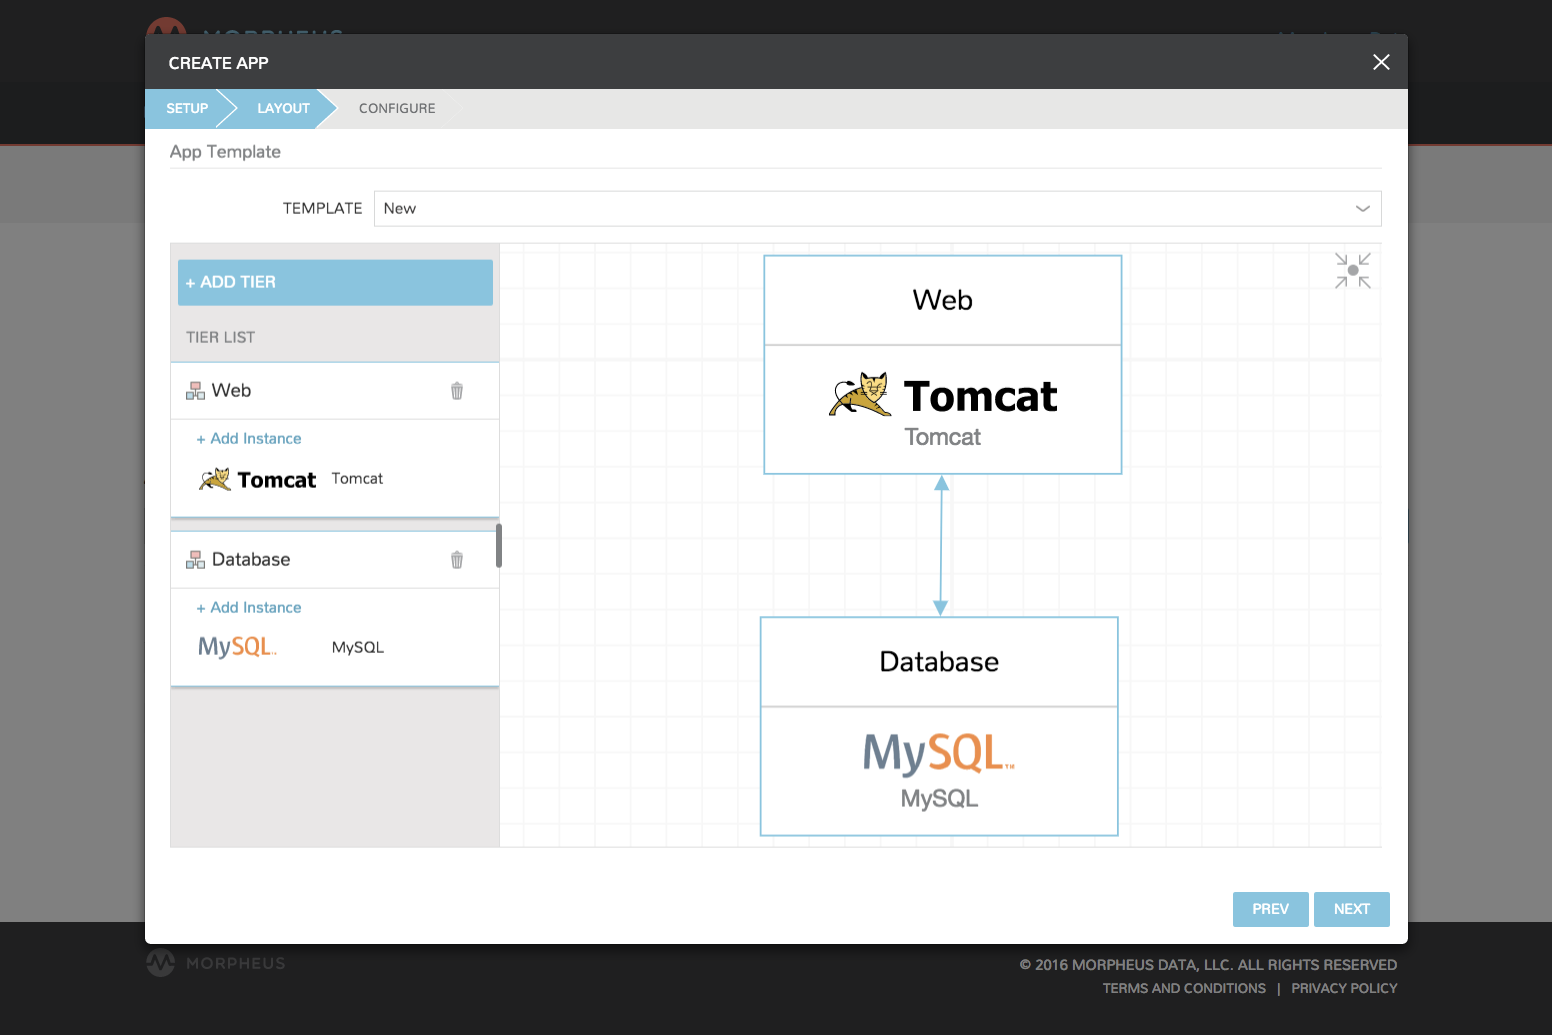 MORPHEUS
CREATE APP
SETUP
LAYOUT
CONFIGURE
App Template
TEMPLATE
New
+ ADD TIER
TIER LIST
Web
+ Add Instance
Tomcat
Tomcat
Database
+ Add Instance
MySQL
MySQL
Web
Tomcat
Tomcat
Database
MySQL™
MySQL
PREV
NEXT
MORPHEUS
© 2016 MORPHEUS DATA, LLC. ALL RIGHTS RESERVED
TERMS AND CONDITIONS | PRIVACY POLICY